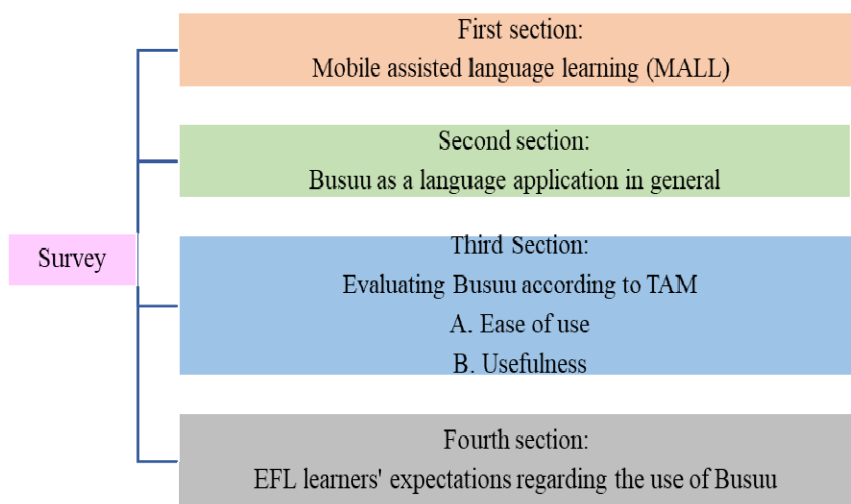 Survey
First section:
Mobile assisted language learning (MALL)
Second section:
Busuu as a language application in general
Third Section:
Evaluating Busuu according to TAM
A. Ease of use
B. Usefulness
Fourth section:
EFL learners' expectations regarding the use of Busuu